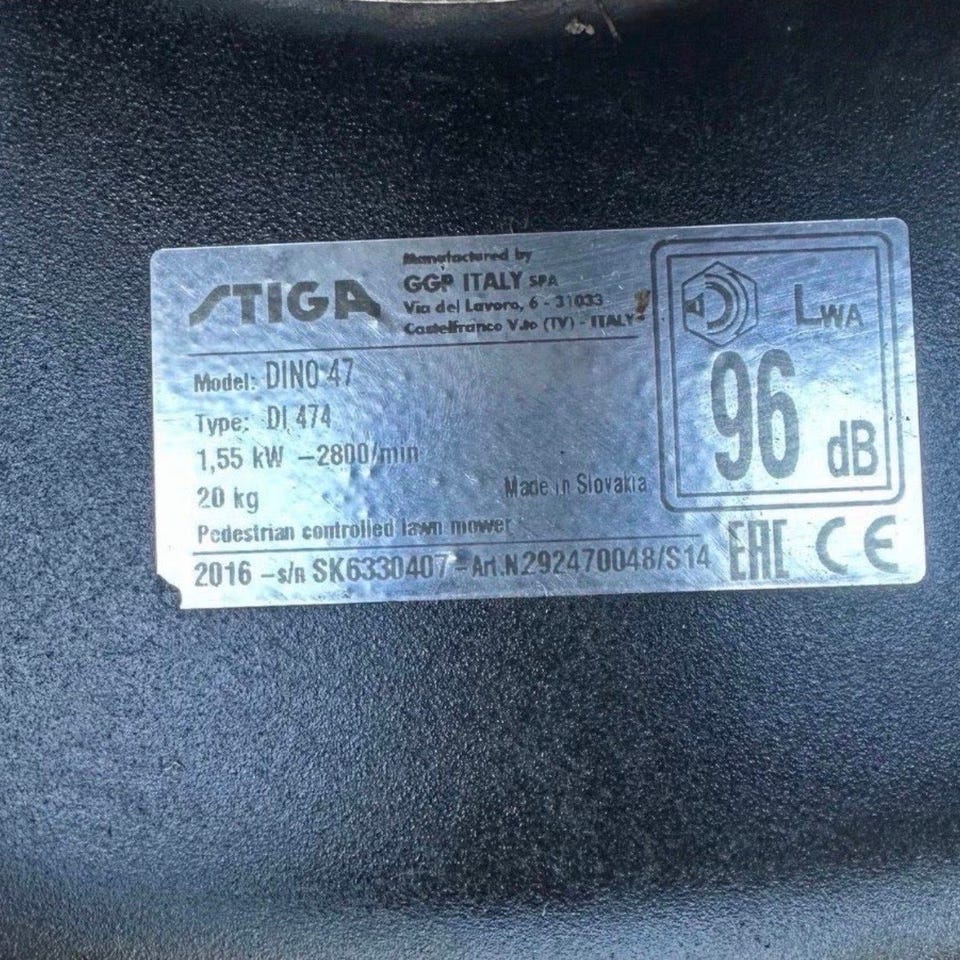 STIGA
Manufactured by
GGP ITALY SPA
Via del Lavoro, 6 - 31033
Castelfranco V.to (TV) - ITALY
Model: DINO 47
Type: DI 474
1,55 kW - 2800/min
20 kg
Made in Slovakia
Pedestrian controlled lawn mower
2016 - s/n SK6330407 - Art.N.292470048/S14
LWA
96
dB
EAC CE